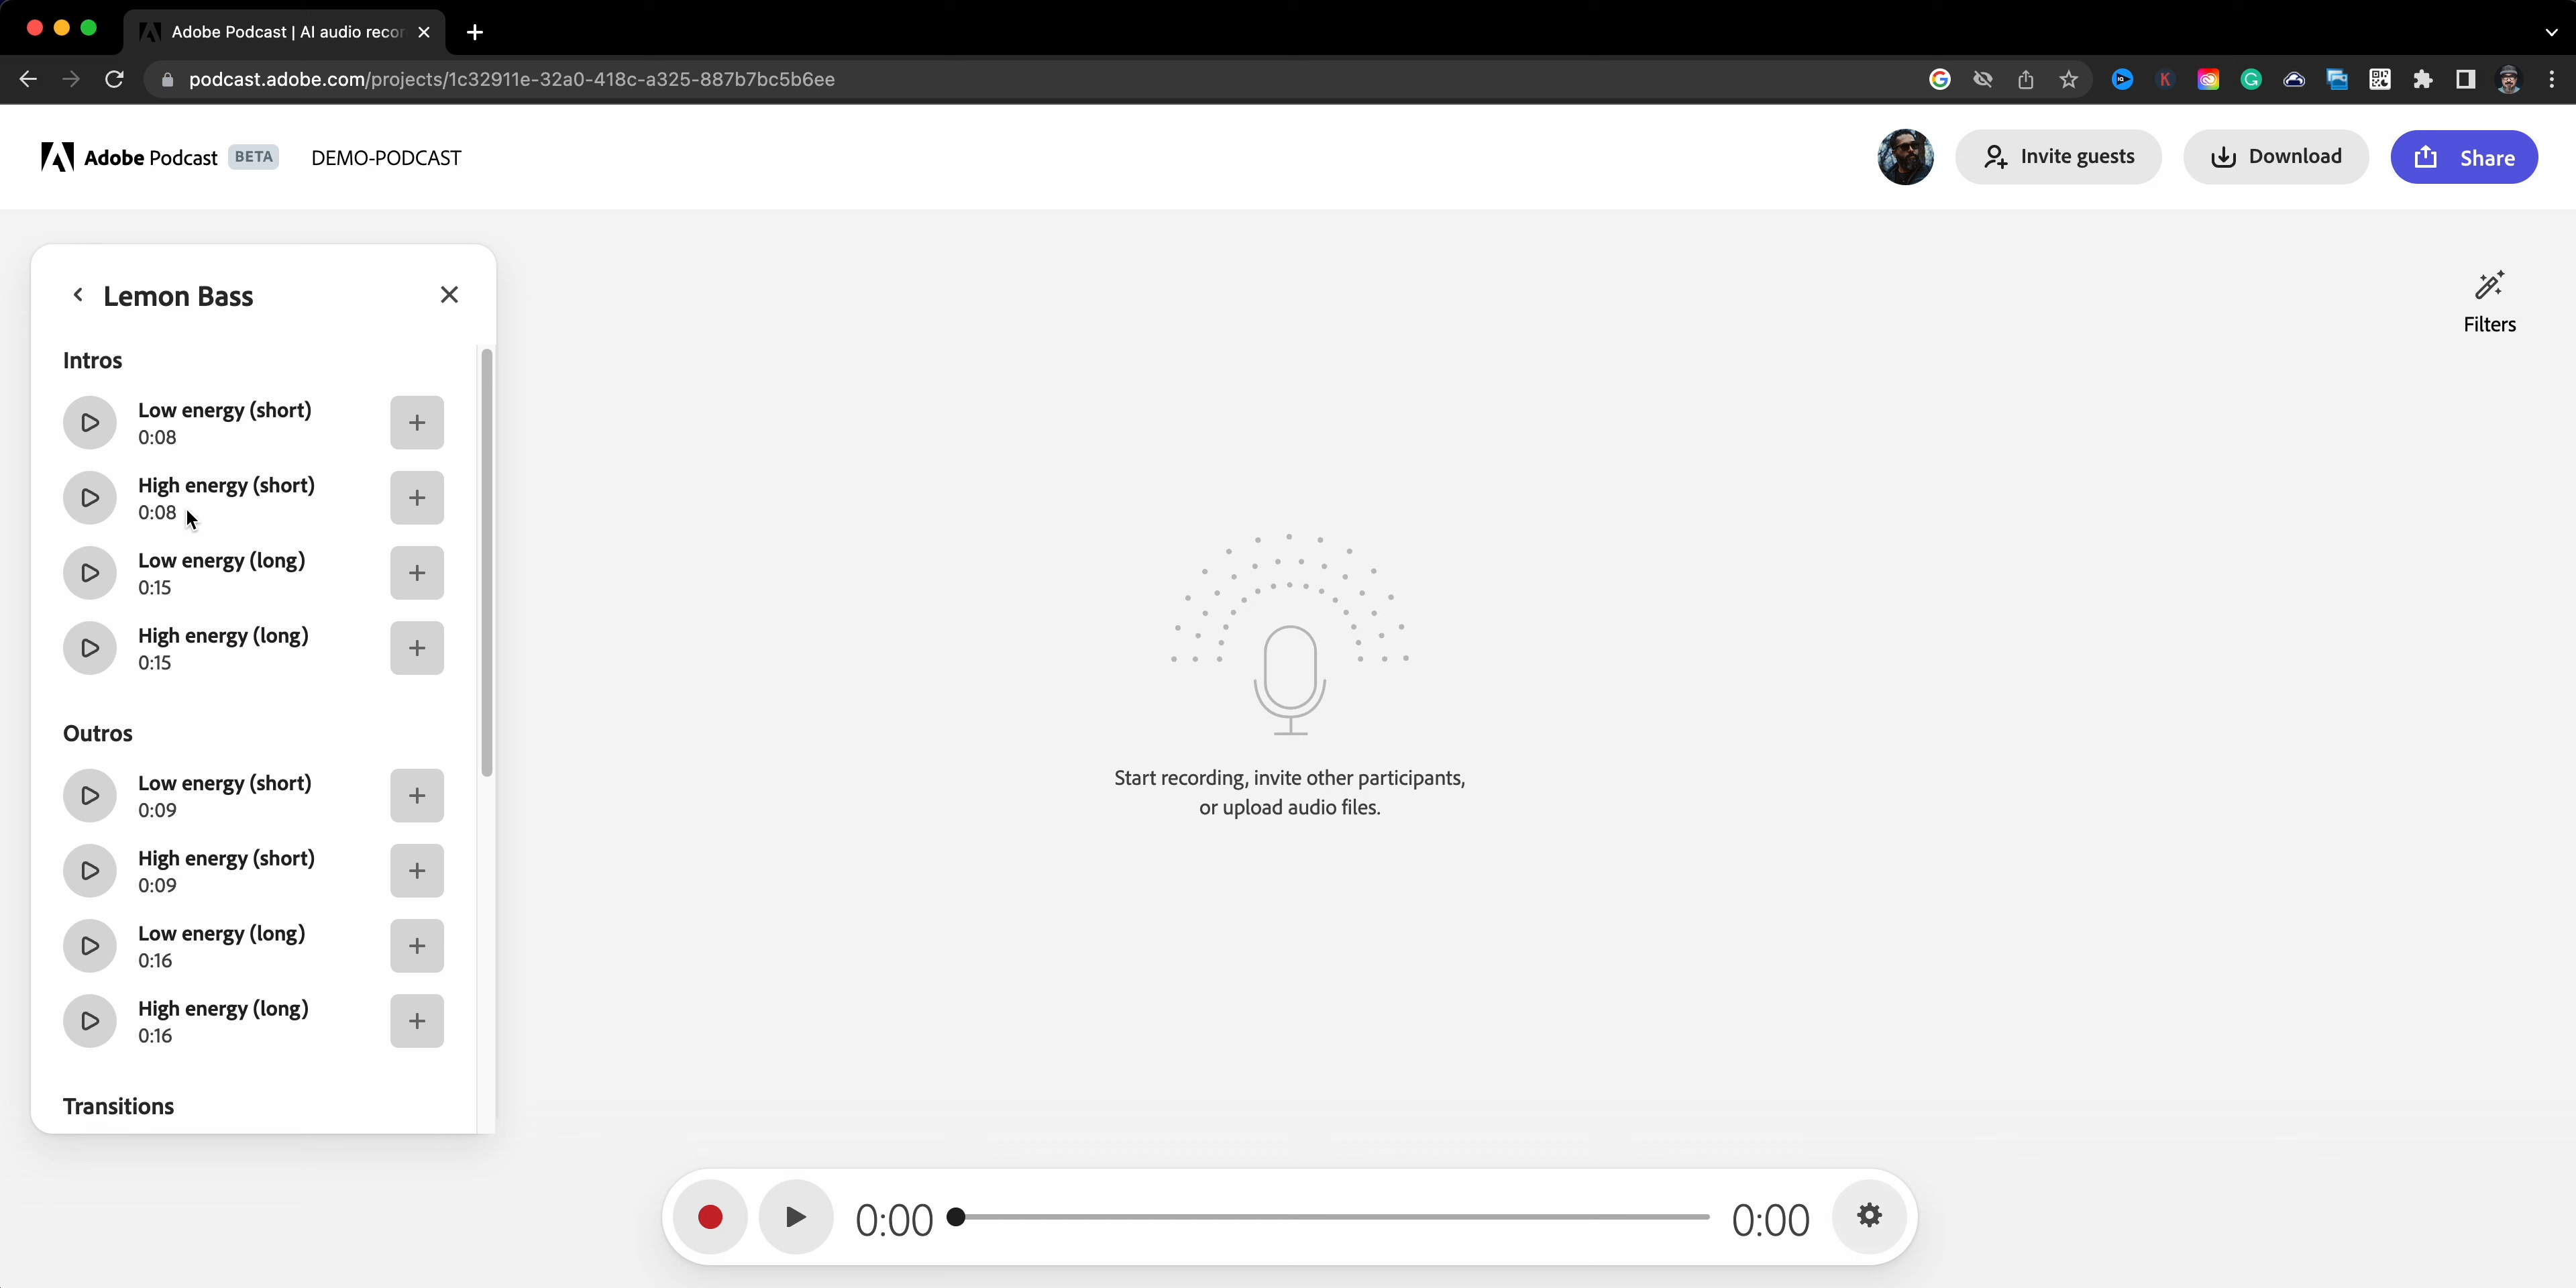 Adobe Podcast | AI audio recor
podcast.adobe.com/projects/1c32911e-32a0-418c-a325-887b7bc5b6ee
Adobe Podcast BETA DEMO-PODCAST
Invite guests
Download
Share
Lemon Bass
Filters
Intros
Low energy (short)
0:08
High energy (short)
0:08
Low energy (long)
0:15
High energy (long)
0:15
Outros
Low energy (short)
0:09
High energy (short)
0:09
Low energy (long)
0:16
High energy (long)
0:16
Transitions
Start recording, invite other participants,
or upload audio files.
0:00
0:00